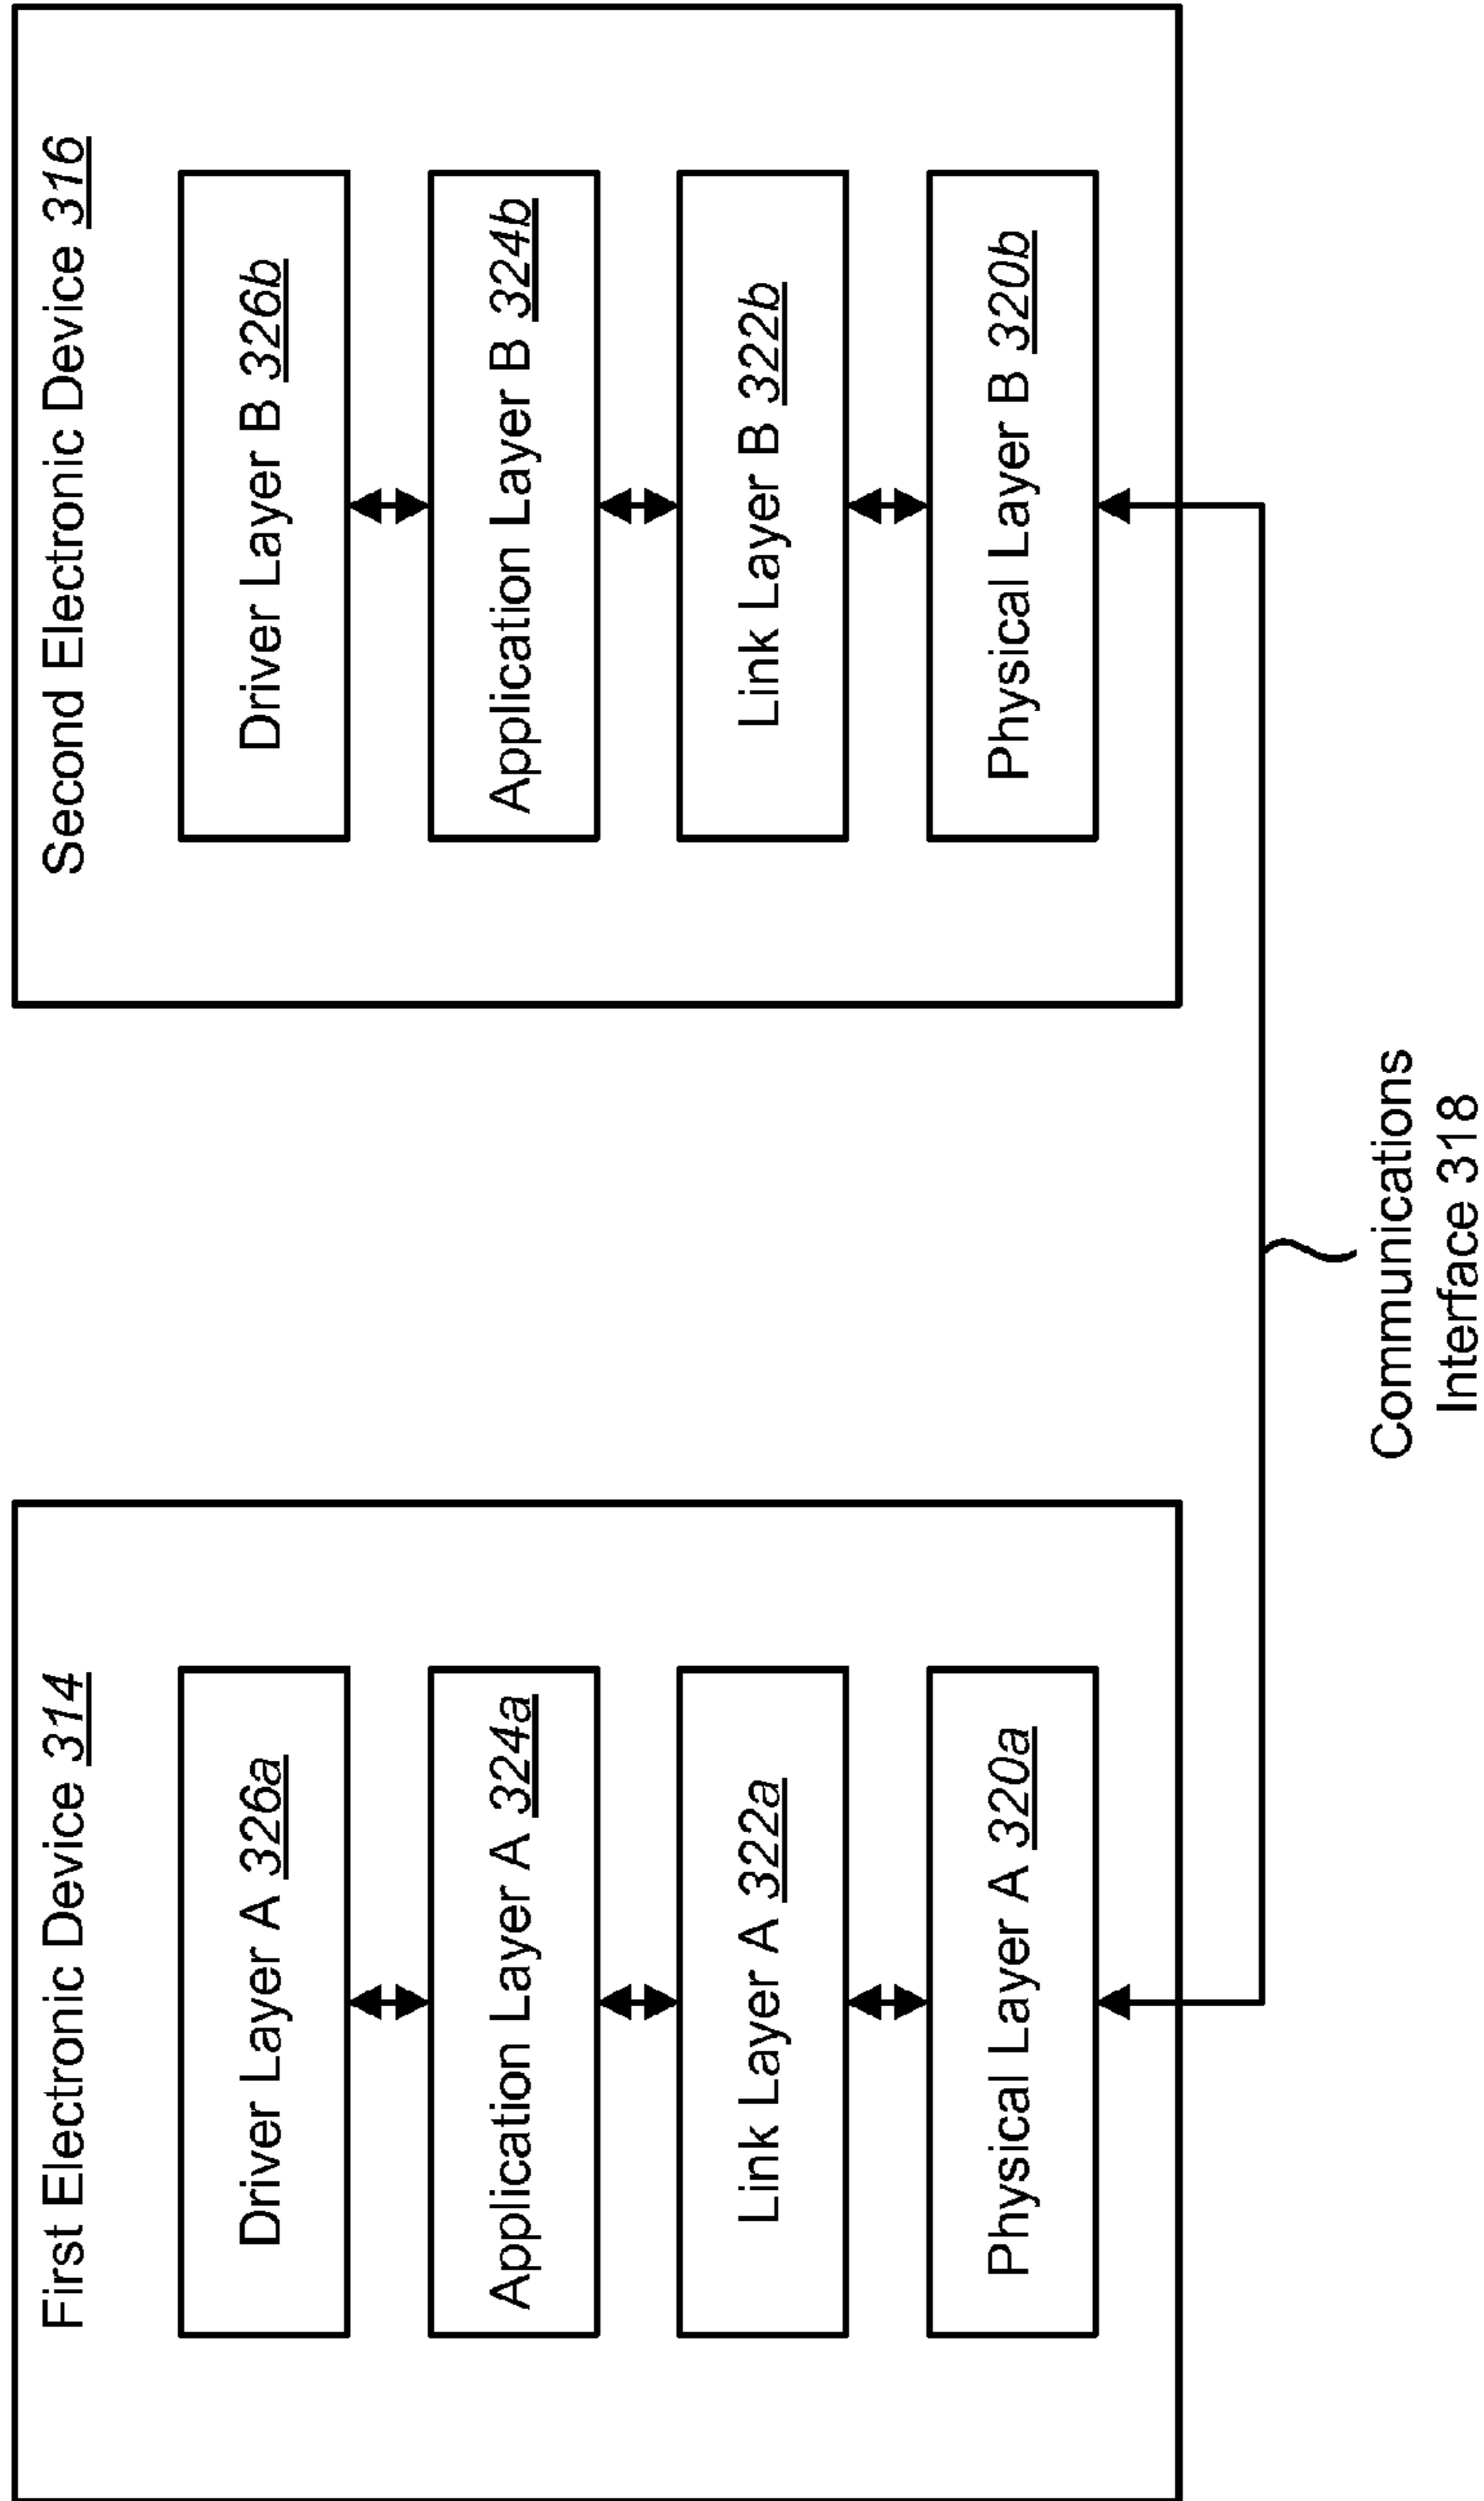 First Electronic Device 314
Driver Layer A 326a
Application Layer A 324a
Link Layer A 322a
Physical Layer A 320a
Second Electronic Device 316
Driver Layer B 326b
Application Layer B 324b
Link Layer B 322b
Physical Layer B 320b
Communications
Interface 318